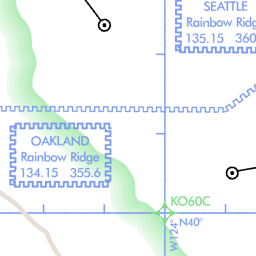 SEATTLE
Rainbow Ridge
135.15 360
OAKLAND
Rainbow Ridge
134.15 355.6
KO60C
N40°
W124°